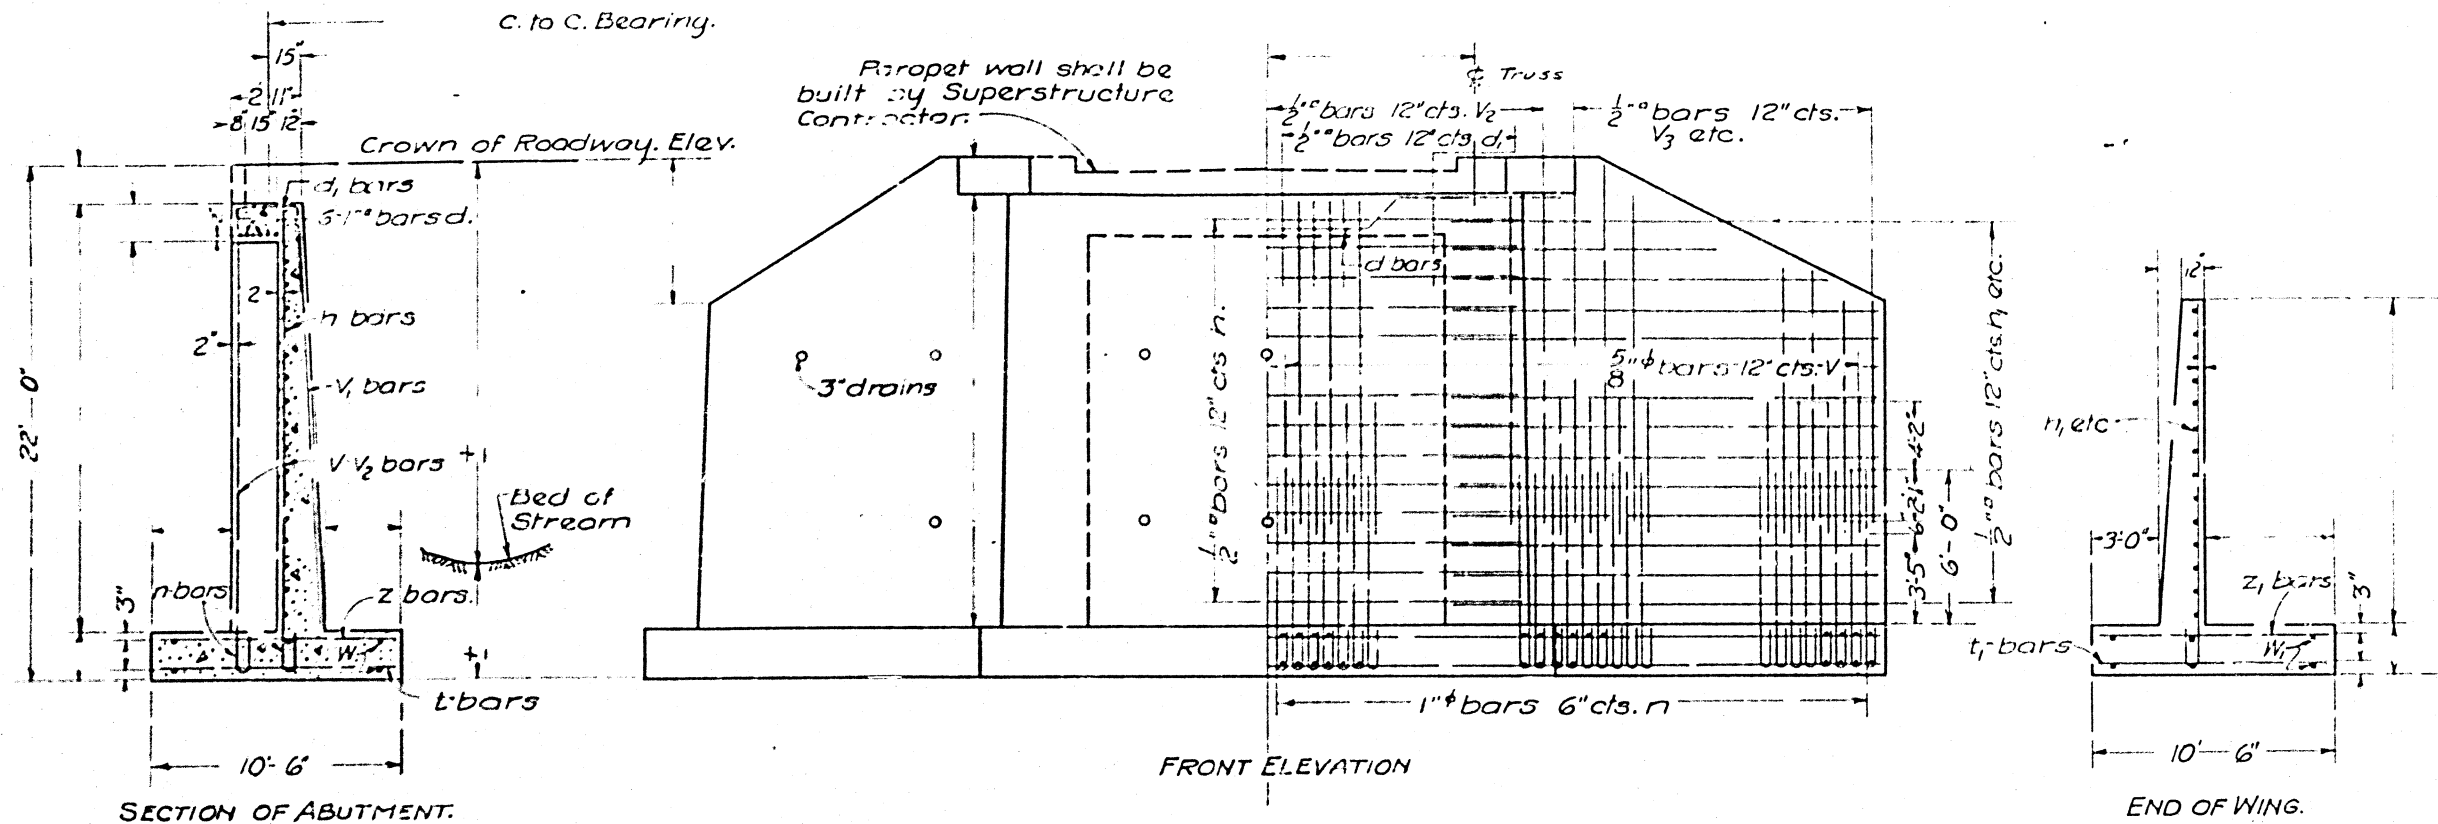 C. to C. Bearing.
15"
2' 11"
8" 15" 12"
Crown of Roadway. Elev.
d, bars
bars d.
2
h bars
2"
V, bars
22'-0"
V V2 bars
Bed of
Stream
n-bars
z bars.
3"
W
t-bars
10'-6"
SECTION OF ABUTMENT.
Parapet wall shall be
built by Superstructure
Contractor.
℄ Truss
1/2"□ bars 12" cts. V2
1/2"□ bars 12" cts. V3 etc.
1/2"□ bars 12" cts. d,
d bars
3" drains
1/2"□ bars 12" cts h.
5/8"ϕ bars 12" cts. V
1/2"□ bars 12" cts. h, etc.
3'-5" 6'-2" 4'-2"
6'-0"
1"ϕ bars 6" cts. n
FRONT ELEVATION
12"
h, etc
3'-0"
z, bars
3"
t, bars
W,
10'-6"
END OF WING.